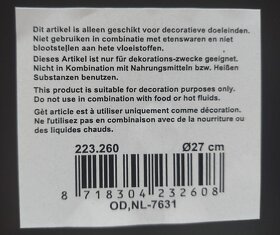 Dit artikel is alleen geschikt voor decoratieve doeleinden.
Niet gebruiken in combinatie met etenswaren en niet
blootstellen aan hete vloeistoffen.
Dieses Artikel ist nur für dekorations-zwecke geeignet.
Nicht in Kombination mit Nahrungsmitteln bzw. Heißen
Substanzen benutzen.
This product is suitable for decoration purposes only.
Do not use in combination with food or hot fluids.
Gét article est à utiliser uniquement comme décoration.
Ne l'utilisez pas en combinaison avec de la nourriture ou
des liquides chauds.
223.260 Ø27 cm
8 718304 232608
OD,NL-7631